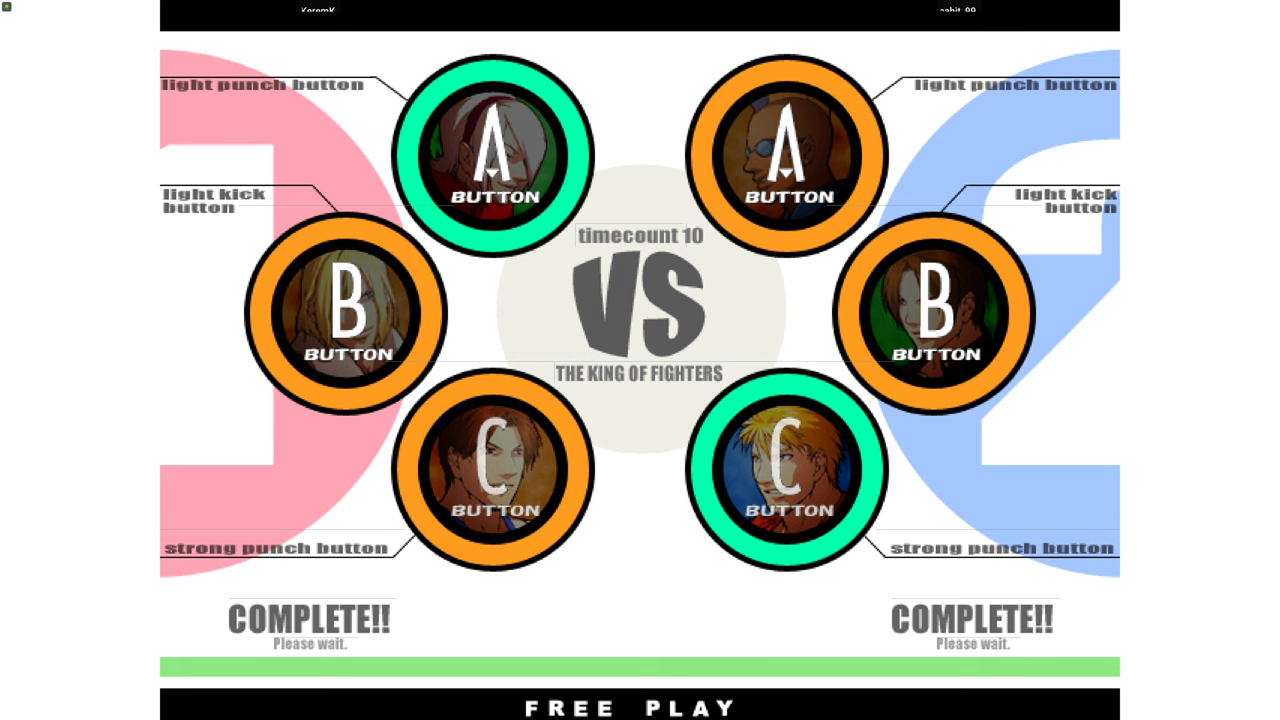 light punch button
light punch button
A
BUTTON
A
BUTTON
light kick
button
light kick
button
timecount 10
VS
THE KING OF FIGHTERS
B
BUTTON
B
BUTTON
C
BUTTON
C
BUTTON
strong punch button
strong punch button
COMPLETE!!
Please wait.
COMPLETE!!
Please wait.
FREE PLAY